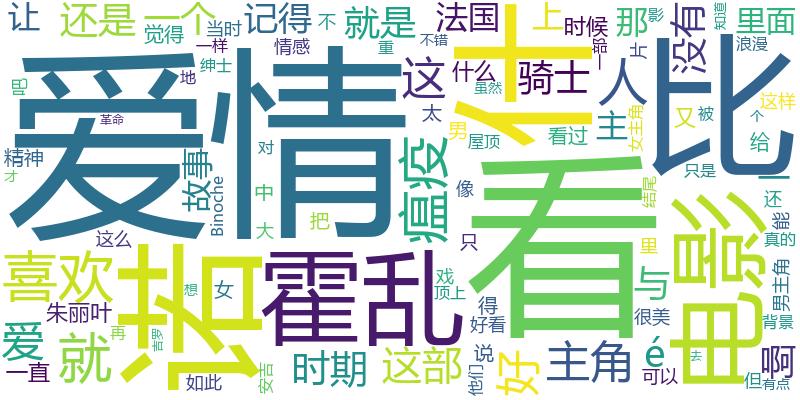 让
还是
一个
记得
就是
法国
上
时候
那
影
里面
觉得
当时
不
不错
没有
知道
浪漫
一样
情感
重
什么
虽然
骑士
一部
片
人
吧
绅士
地
这
仕
比
爱情
革命
精神
才
故事
Binoche
对
中
大
把
瘟疫
太
男
屋顶
像
看过
主
女主角
又
被
给
个
这样
只是
看
结尾
还
能
真的
里
只
与
电影
男主角
背景
很美
这么
喜欢
诺
霍乱
戏
顶上
得
好看
朱丽叶
想
女
爱
就
再
吉罗
一直
如此
安吉
时期
这部
说
他们
好
主角
é
可以
去
但
有点
啊